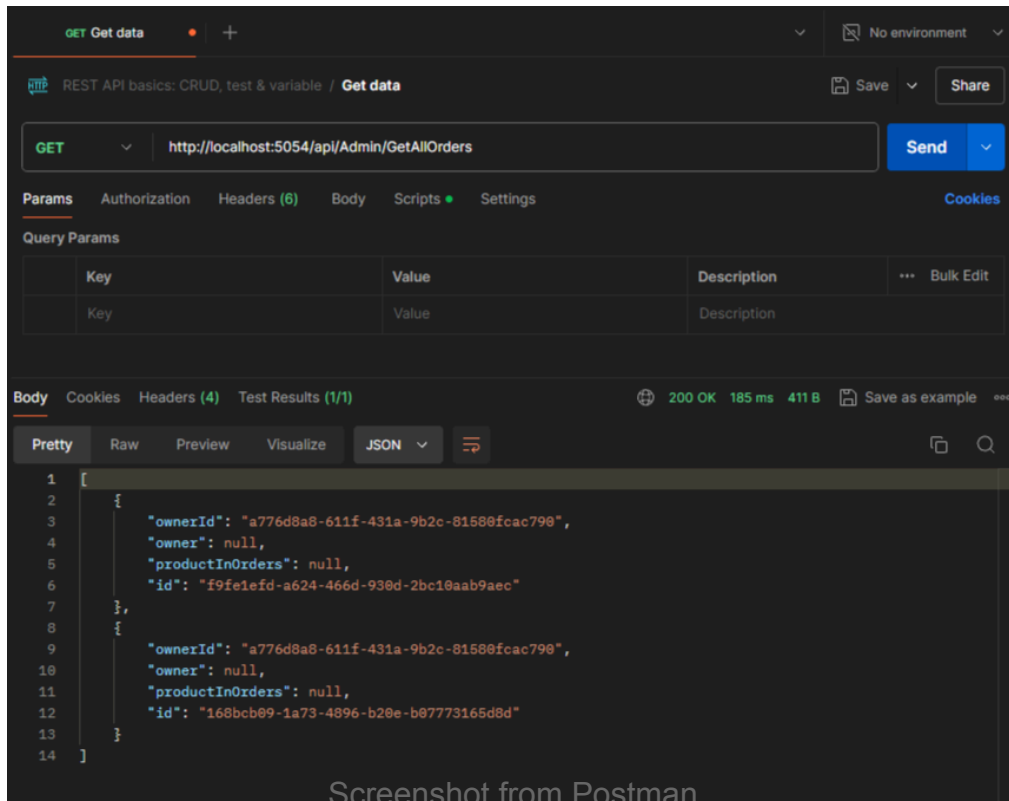 GET Get data
No environment
HTTP REST API basics: CRUD, test & variable / Get data
Save
Share
GET
http://localhost:5054/api/Admin/GetAllOrders
Send
Params Authorization Headers (6) Body Scripts Settings Cookies
Query Params
Key Value Description ... Bulk Edit
Key Value Description
Body Cookies Headers (4) Test Results (1/1) 200 OK 185 ms 411 B Save as example
Pretty Raw Preview Visualize JSON
1 [
2 {
3 "ownerId": "a776d8a8-611f-431a-9b2c-81580fcac790",
4 "owner": null,
5 "productInOrders": null,
6 "id": "f9fe1efd-a624-466d-930d-2bc10aab9aec"
7 },
8 {
9 "ownerId": "a776d8a8-611f-431a-9b2c-81580fcac790",
10 "owner": null,
11 "productInOrders": null,
12 "id": "168bcb09-1a73-4896-b20e-b07773165d8d"
13 }
14 ]
Screenshot from Postman